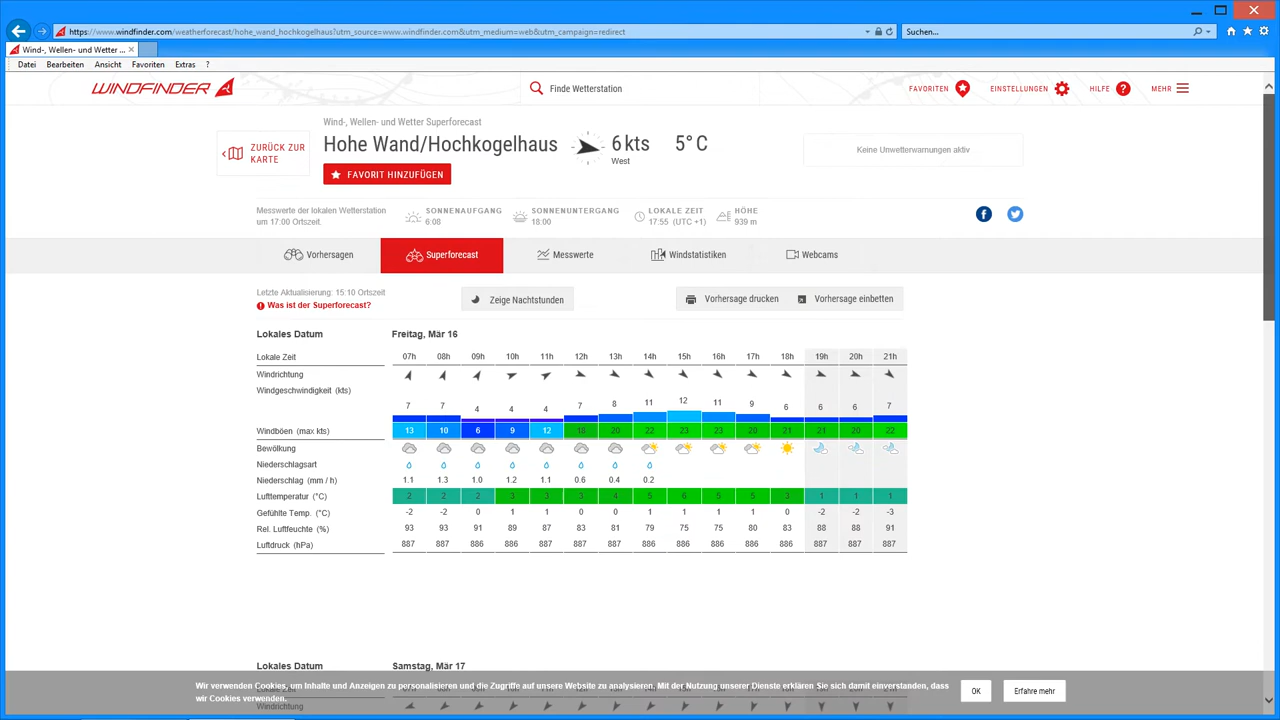 https://www.windfinder.com/weatherforecast/hohe_wand_hochkogelhaus?utm_source=www.windfinder.com&utm_medium=web&utm_campaign=redirect
Suchen...
Wind-, Wellen- und Wetter ...
Datei Bearbeiten Ansicht Favoriten Extras ?
WINDFINDER
Finde Wetterstation
FAVORITEN EINSTELLUNGEN HILFE MEHR
ZURÜCK ZUR
KARTE
Wind-, Wellen- und Wetter Superforecast
Hohe Wand/Hochkogelhaus
6 kts
West
5° C
Keine Unwetterwarnungen aktiv
FAVORIT HINZUFÜGEN
Messwerte der lokalen Wetterstation
um 17:00 Ortszeit.
SONNENAUFGANG
6:08
SONNENUNTERGANG
18:00
LOKALE ZEIT
17:55 (UTC +1)
HÖHE
939 m
Vorhersagen Superforecast Messwerte Windstatistiken Webcams
Letzte Aktualisierung: 15:10 Ortszeit
Was ist der Superforecast?
Zeige Nachtstunden
Vorhersage drucken
Vorhersage einbetten
Lokales Datum Freitag, Mär 16
Lokale Zeit 07h 08h 09h 10h 11h 12h 13h 14h 15h 16h 17h 18h 19h 20h 21h
Windrichtung
Windgeschwindigkeit (kts)
7 7 4 4 4 7 8 11 12 11 9 6 6 6 7
Windböen (max kts) 13 10 6 9 12 18 20 22 23 23 20 21 21 20 22
Bewölkung
Niederschlagsart
Niederschlag (mm / h) 1.1 1.3 1.0 1.2 1.1 0.6 0.4 0.2
Lufttemperatur (°C) 2 2 2 3 3 3 4 5 6 5 5 3 1 1 1
Gefühlte Temp. (°C) -2 -2 0 1 1 0 0 1 1 1 1 0 -2 -2 -3
Rel. Luftfeuchte (%) 93 93 91 89 87 83 81 79 75 75 80 83 88 88 91
Luftdruck (hPa) 887 887 886 886 887 887 887 886 886 886 886 886 887 887 887
Lokales Datum Samstag, Mär 17
Wir verwenden Cookies, um Inhalte und Anzeigen zu personalisieren und die Zugriffe auf unsere Website zu analysieren. Mit der Nutzung unserer Dienste erklären Sie sich damit einverstanden, dass
wir Cookies verwenden.
OK
Erfahre mehr
Windrichtung